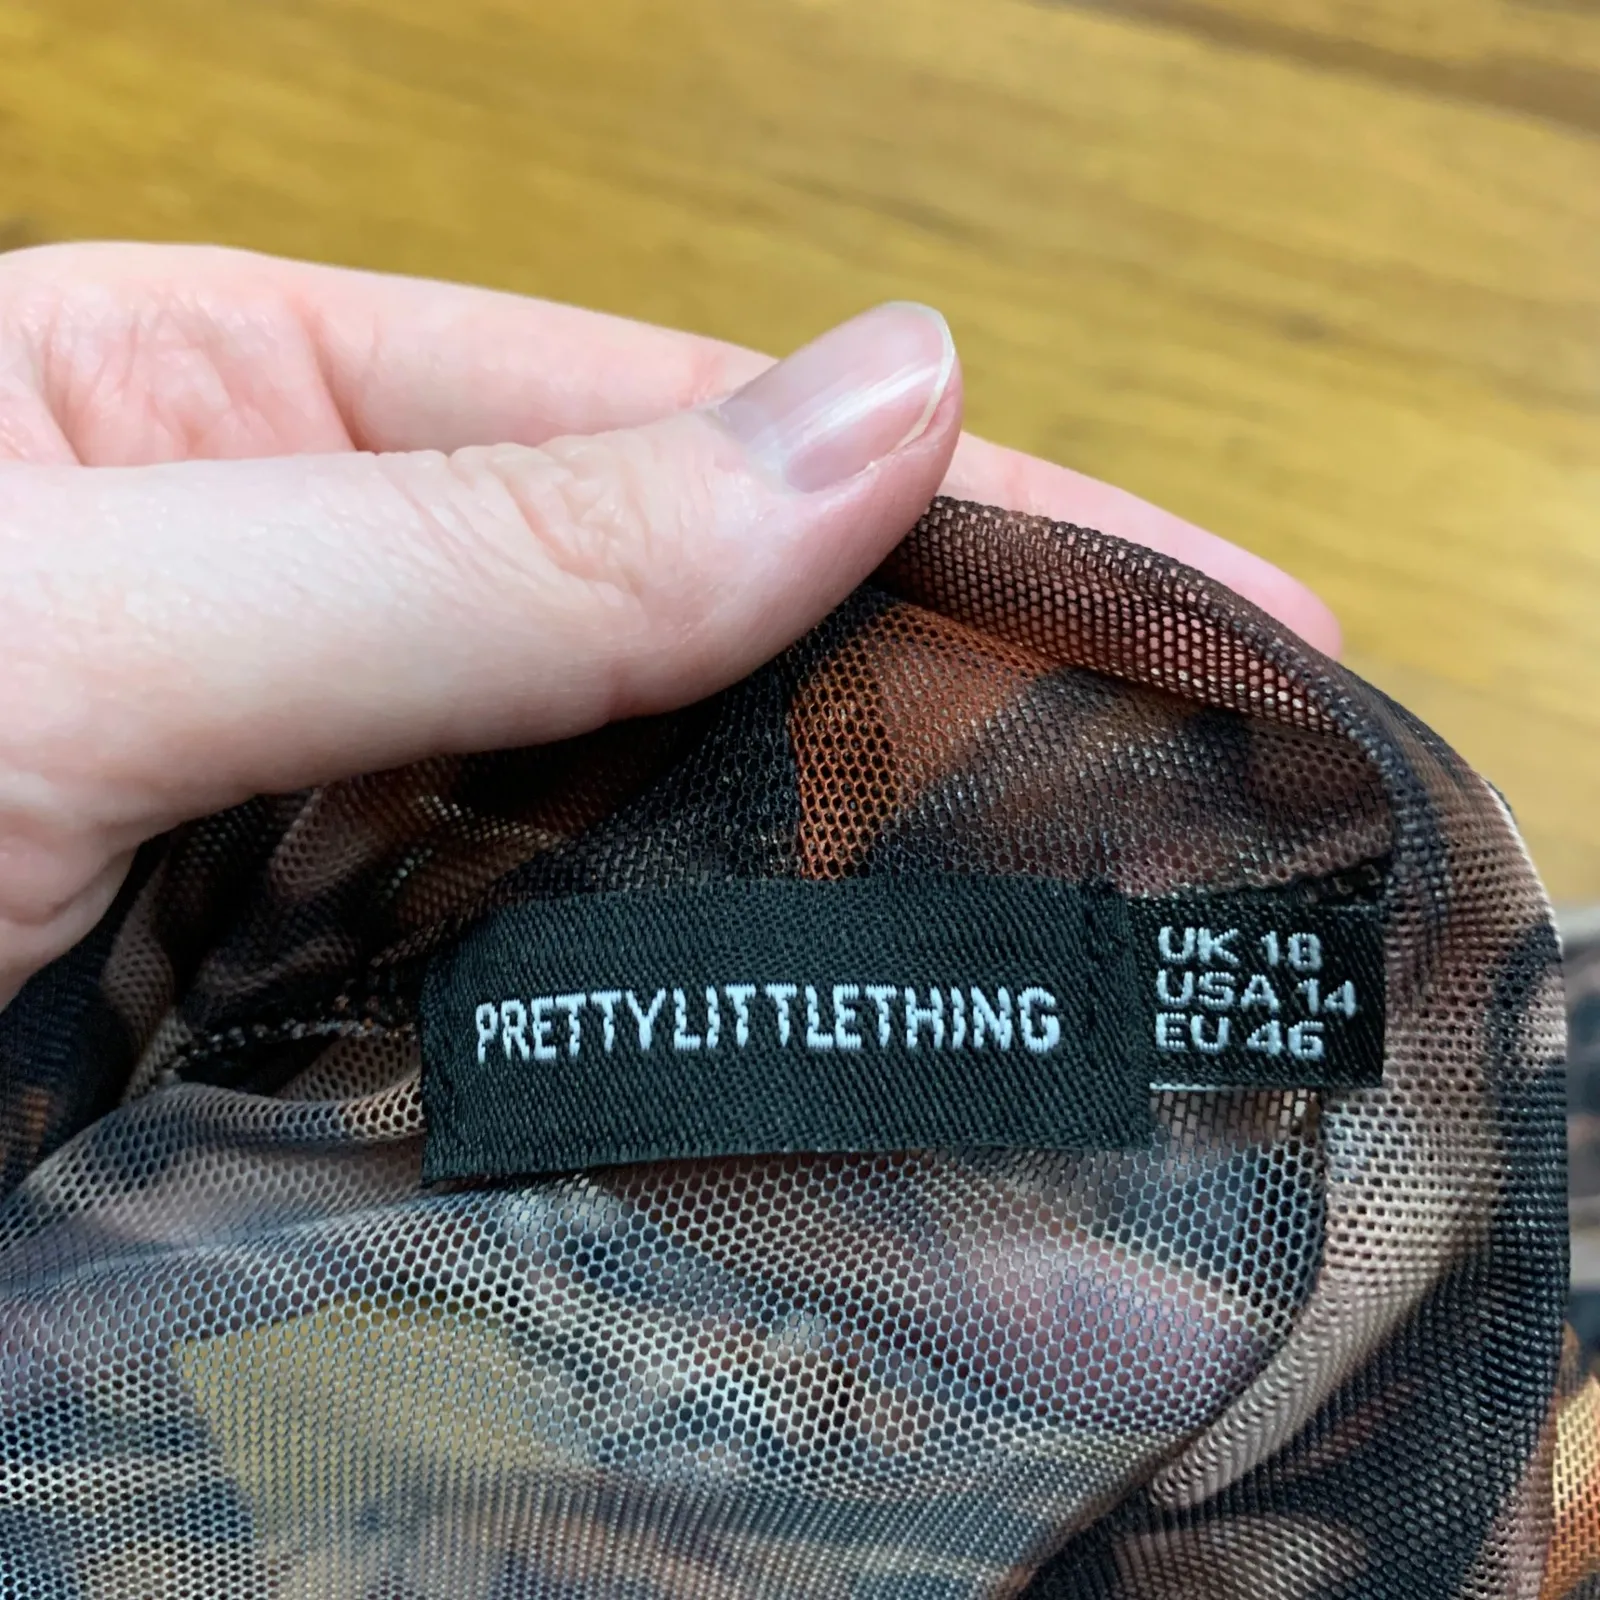 PRETTYLITTLETHING
UK 18
USA 14
EU 46